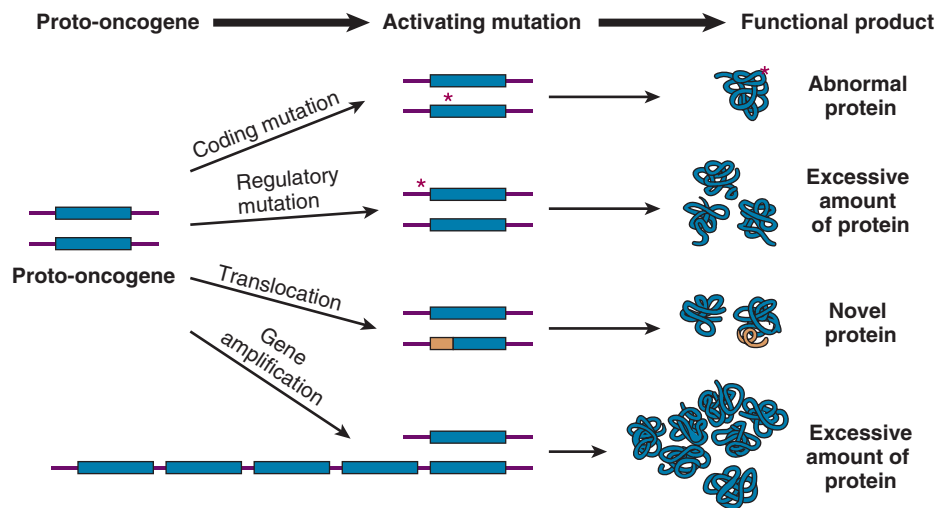 Proto-oncogene
Activating mutation
Functional product
Coding mutation
*
*
Abnormal
protein
Regulatory
mutation
*
Excessive
amount
of protein
Proto-oncogene
Translocation
Novel
protein
Gene
amplification
Excessive
amount of
protein